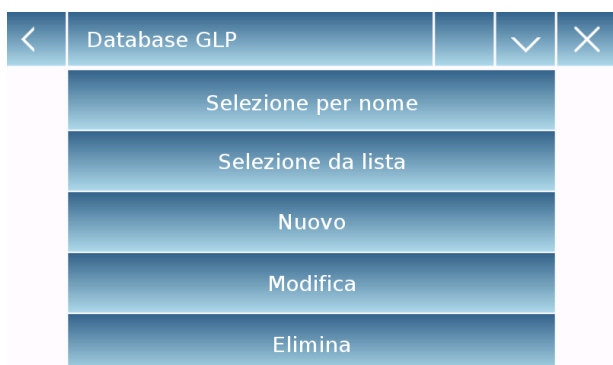 Database GLP
Selezione per nome
Selezione da lista
Nuovo
Modifica
Elimina